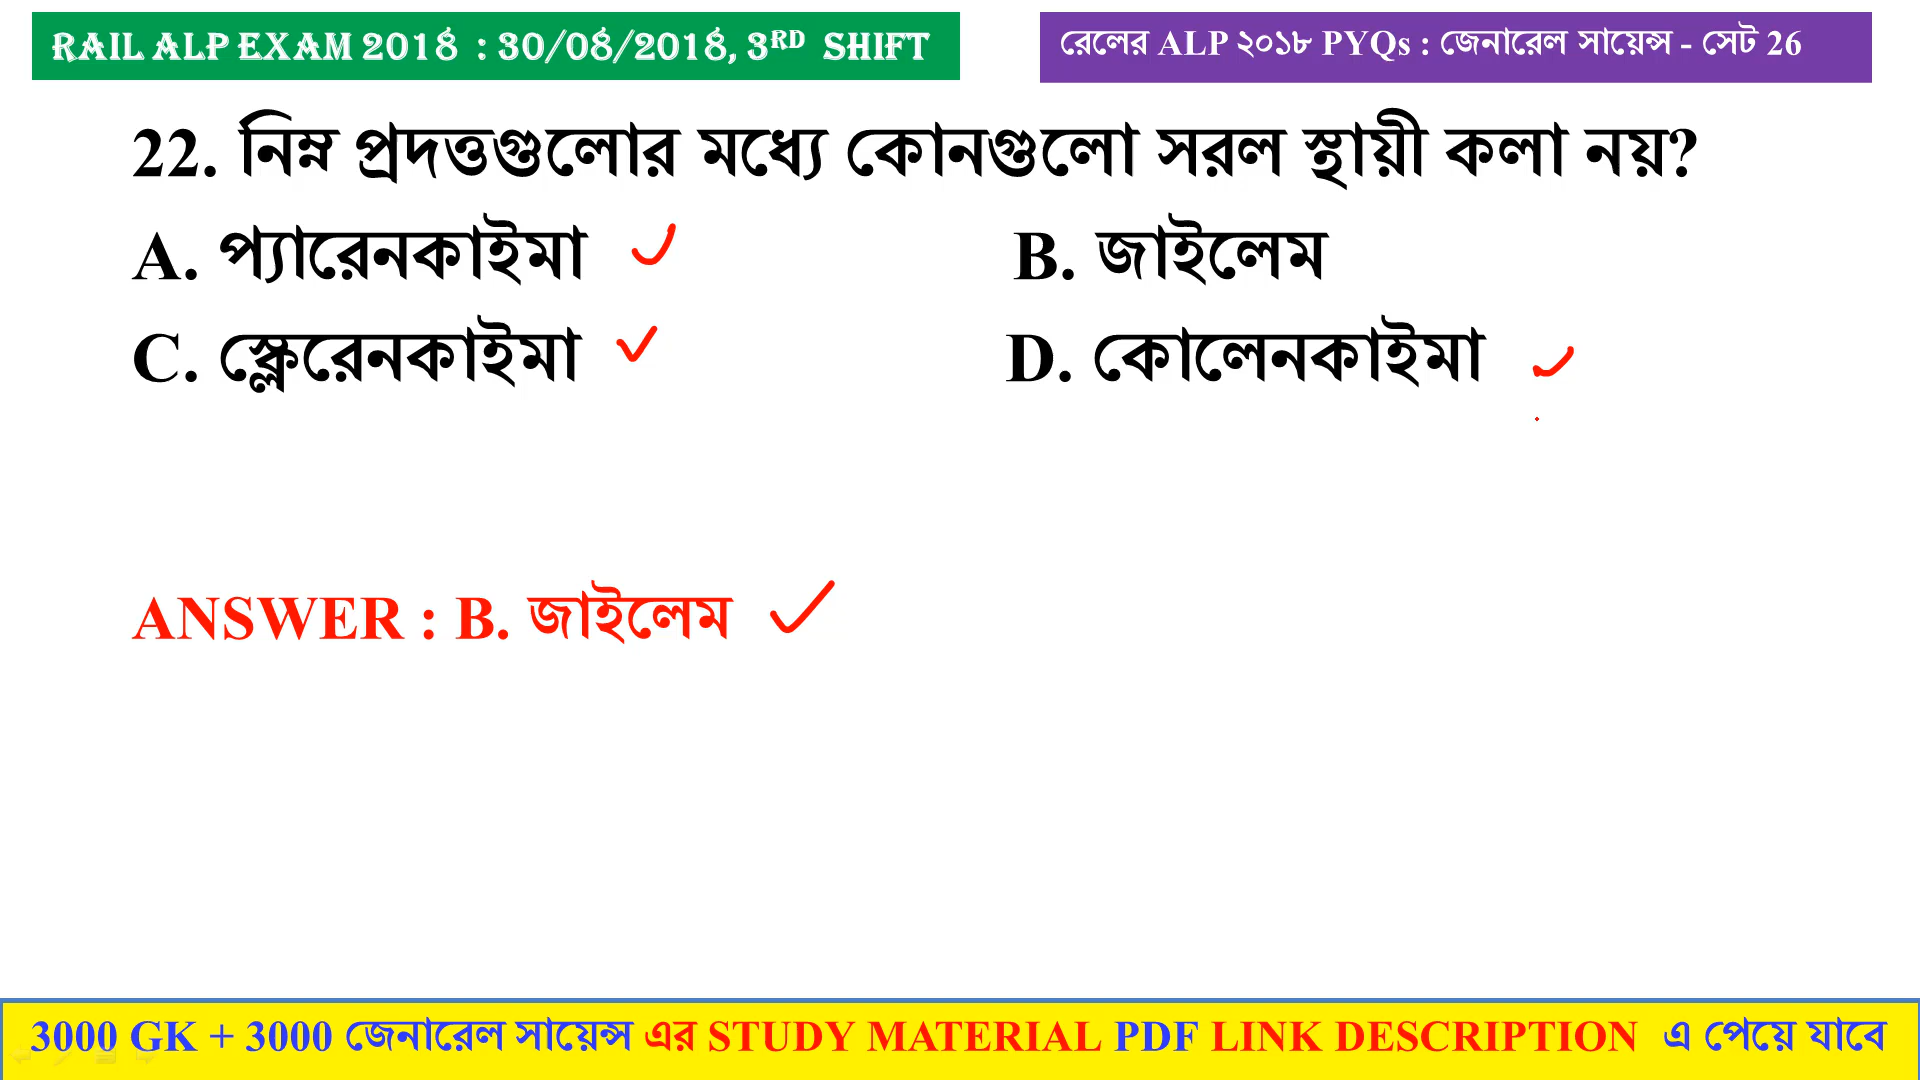 RAIL ALP EXAM 2018 : 30/08/2018, 3RD SHIFT
রেলের ALP ২০১৮ PYQs : জেনারেল সায়েন্স - সেট 26
22. নিম্ন প্রদত্তগুলোর মধ্যে কোনগুলো সরল স্থায়ী কলা নয়?
A. প্যারেনকাইমা B. জাইলেম
C. স্ক্লেরেনকাইমা D. কোলেনকাইমা
ANSWER : B. জাইলেম
3000 GK + 3000 জেনারেল সায়েন্স এর STUDY MATERIAL PDF LINK DESCRIPTION এ পেয়ে যাবে